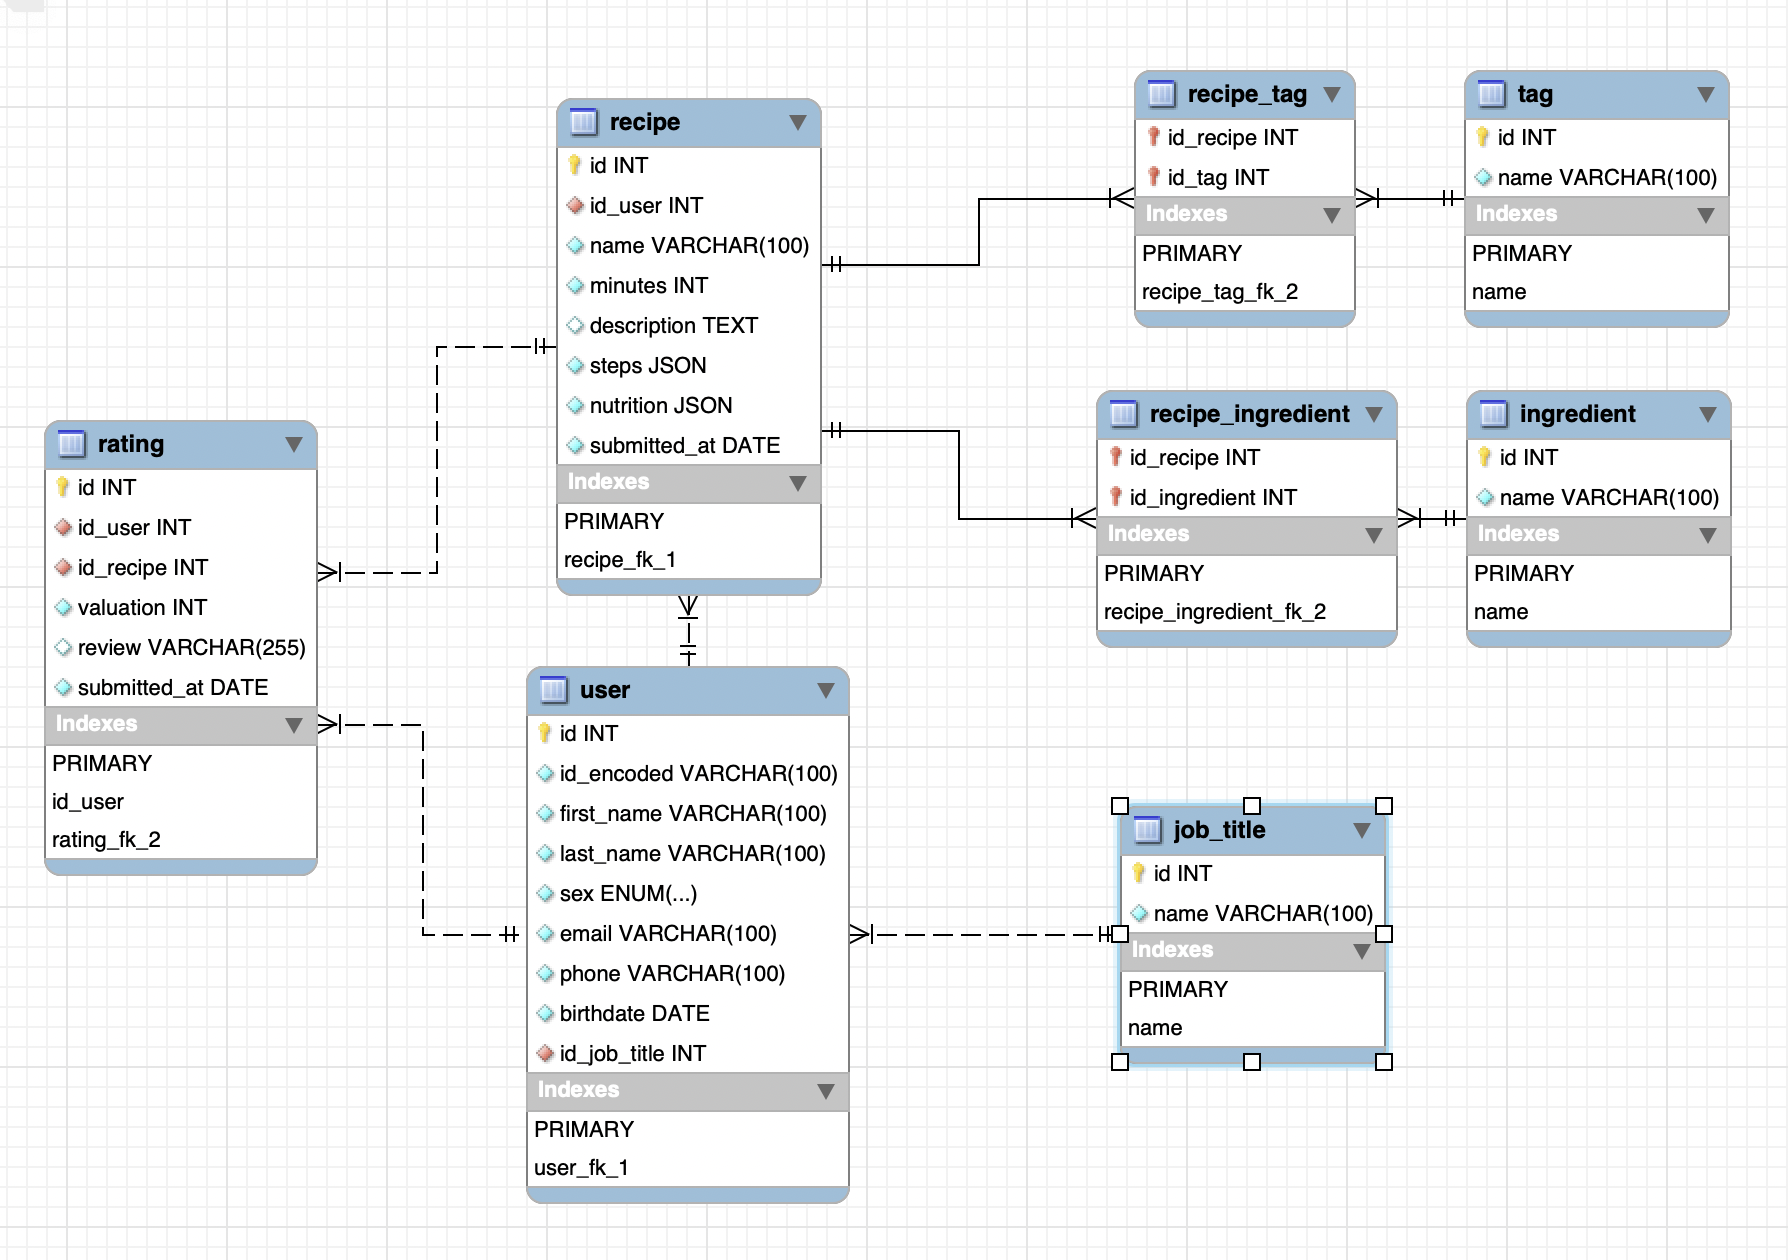 recipe
id INT
id_user INT
name VARCHAR(100)
minutes INT
description TEXT
steps JSON
nutrition JSON
submitted_at DATE
Indexes
PRIMARY
recipe_fk_1
recipe_tag
id_recipe INT
id_tag INT
Indexes
PRIMARY
recipe_tag_fk_2
tag
id INT
name VARCHAR(100)
Indexes
PRIMARY
name
rating
id INT
id_user INT
id_recipe INT
valuation INT
review VARCHAR(255)
submitted_at DATE
Indexes
PRIMARY
id_user
rating_fk_2
recipe_ingredient
id_recipe INT
id_ingredient INT
Indexes
PRIMARY
recipe_ingredient_fk_2
ingredient
id INT
name VARCHAR(100)
Indexes
PRIMARY
name
user
id INT
id_encoded VARCHAR(100)
first_name VARCHAR(100)
last_name VARCHAR(100)
sex ENUM(...)
email VARCHAR(100)
phone VARCHAR(100)
birthdate DATE
id_job_title INT
Indexes
PRIMARY
user_fk_1
job_title
id INT
name VARCHAR(100)
Indexes
PRIMARY
name